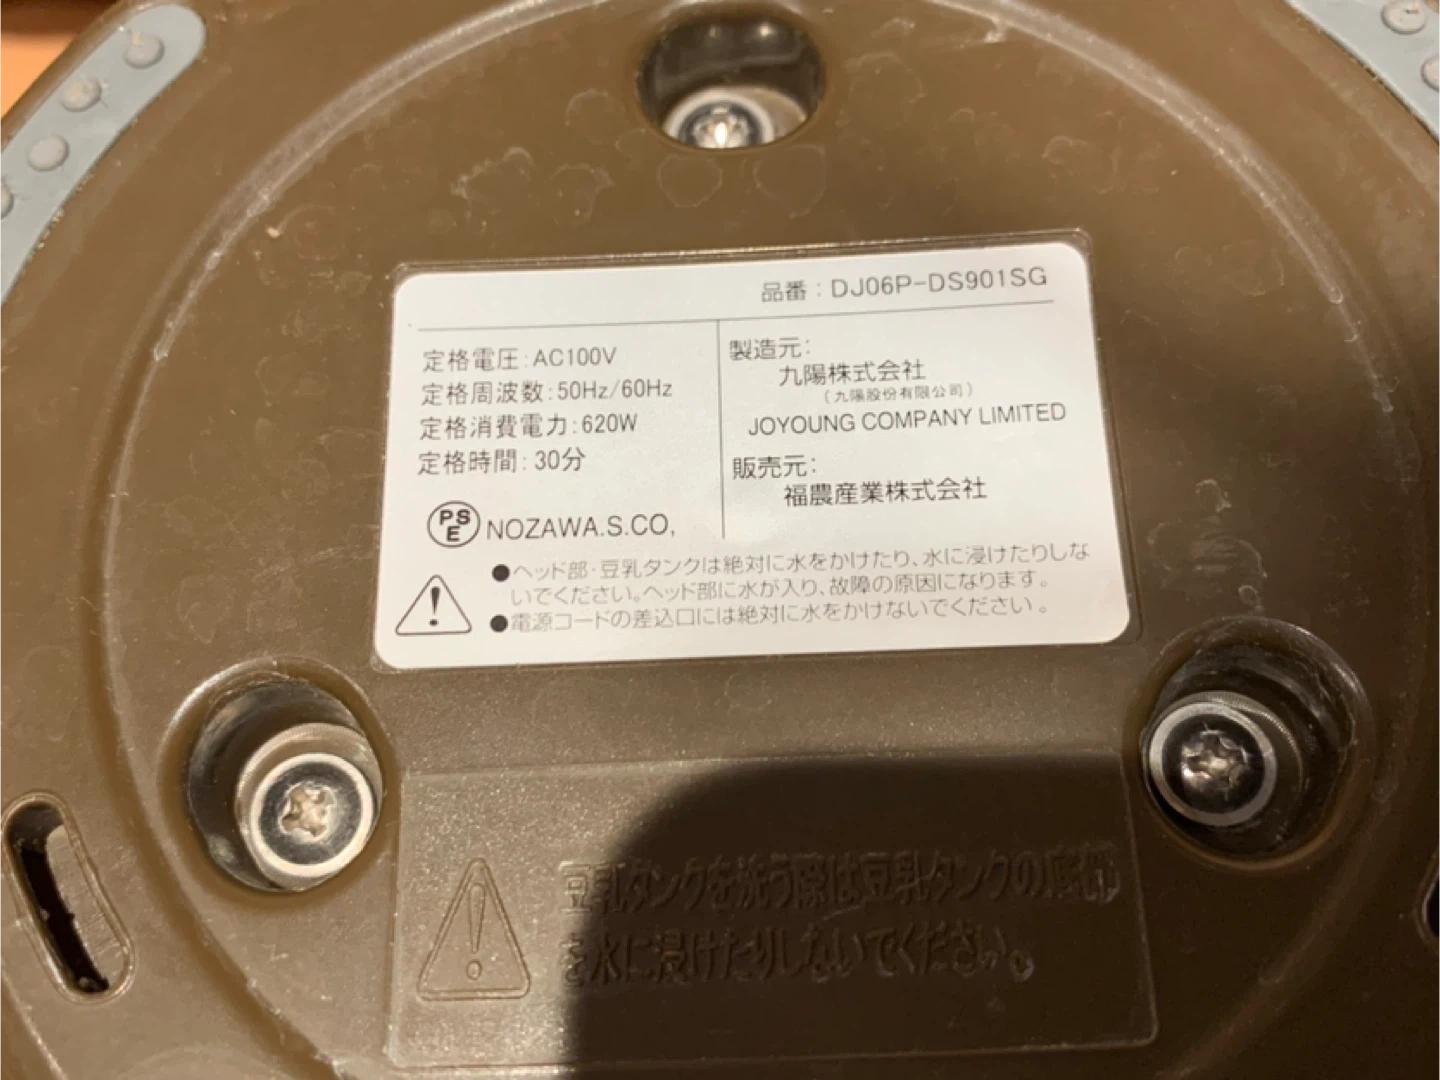 品番：DJ06P-DS901SG
定格電圧：AC100V
定格周波数：50Hz/60Hz
定格消費電力：620W
定格時間：30分
PSE NOZAWA.S.CO,
製造元：
九陽株式会社
（九陽股份有限公司）
JOYOUNG COMPANY LIMITED
販売元：
福農産業株式会社
●ヘッド部・豆乳タンクは絶対に水をかけたり、水に浸けたりしな
いでください。ヘッド部に水が入り、故障の原因になります。
●電源コードの差込口には絶対に水をかけないでください。
豆乳タンクを洗う際は豆乳タンクの底部
を水に浸けたりしないでください。